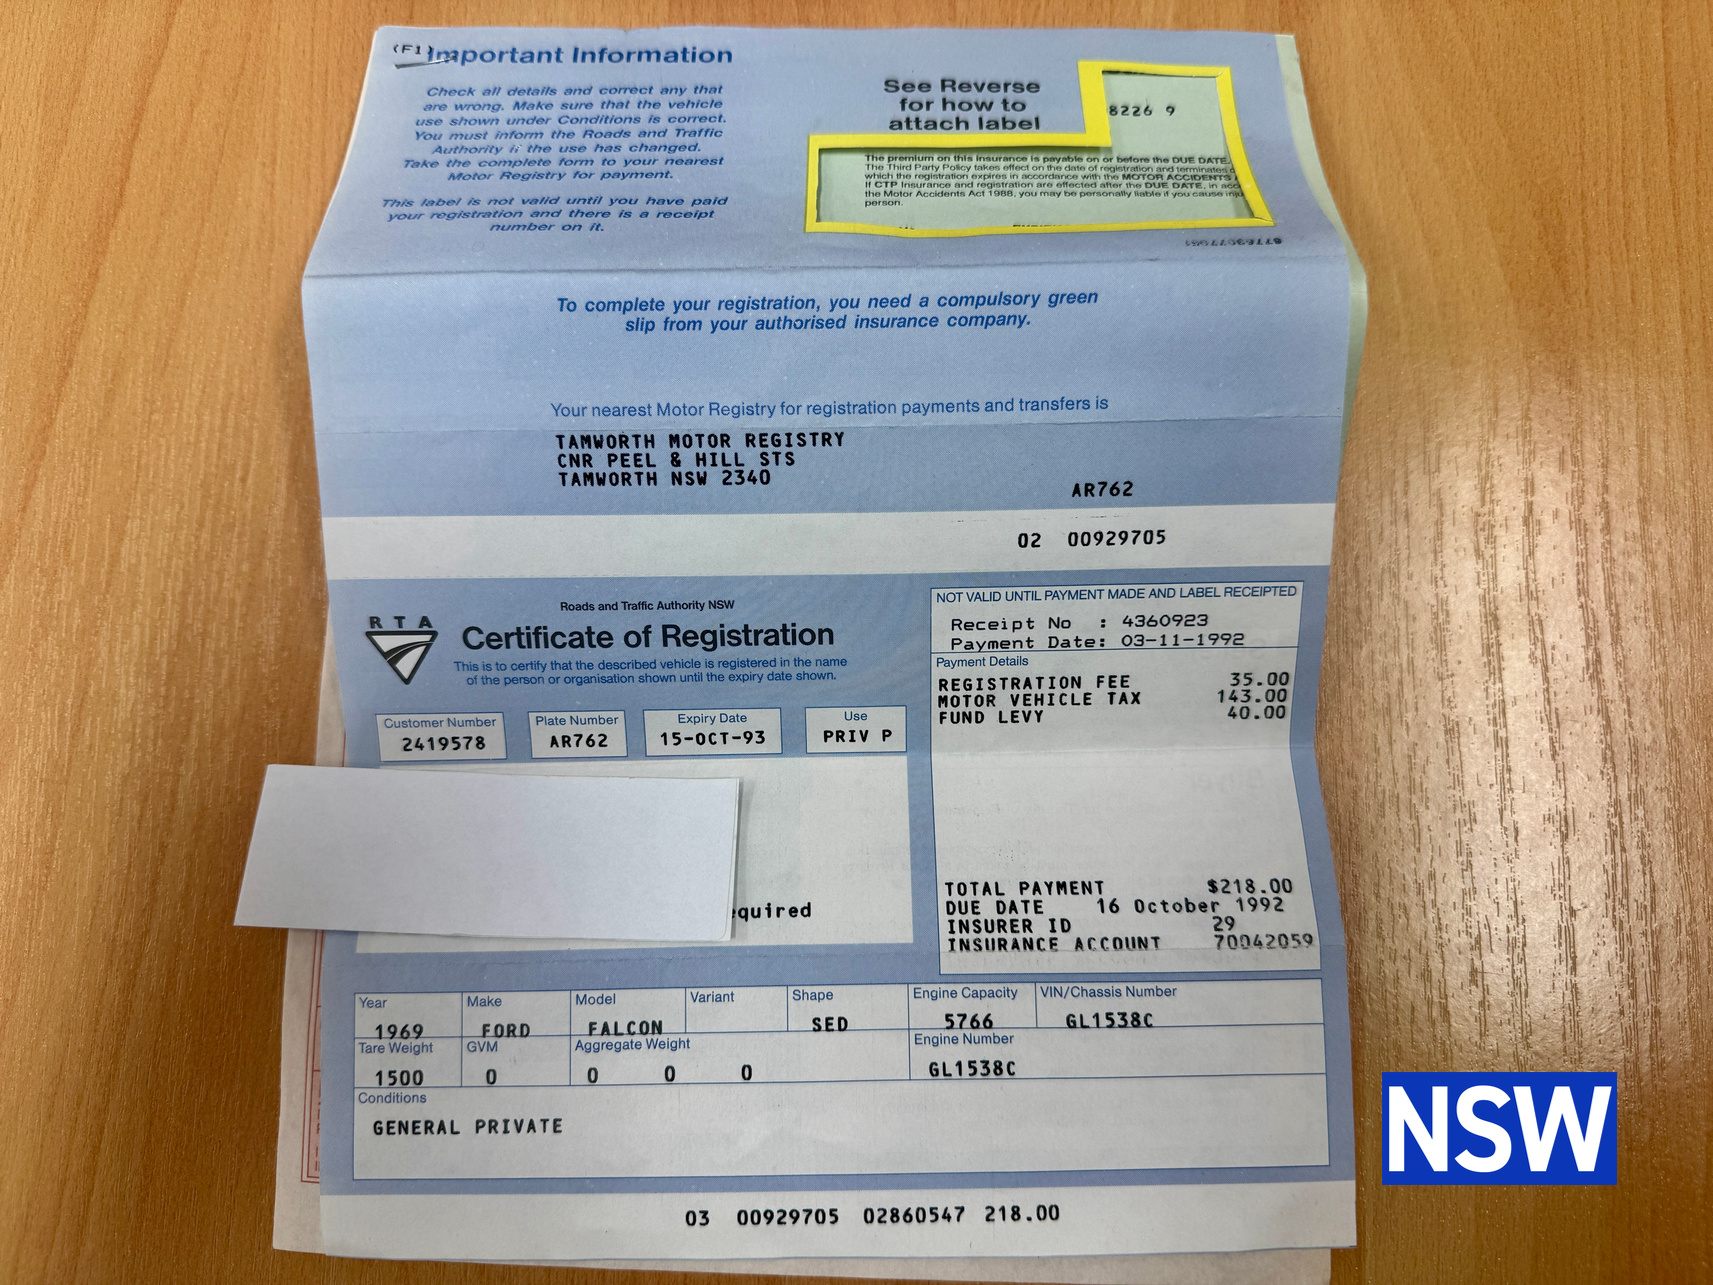 (F1)
Important Information
Check all details and correct any that
are wrong. Make sure that the vehicle
use shown under Conditions is correct.
You must inform the Roads and Traffic
Authority if the use has changed.
Take the complete form to your nearest
Motor Registry for payment.
This label is not valid until you have paid
your registration and there is a receipt
number on it.
See Reverse
for how to
attach label
8226 9
The premium on this insurance is payable on or before the DUE DATE.
The Third Party Policy takes effect on the date of registration and terminates
which the registration expires in accordance with the MOTOR ACCIDENTS
If CTP Insurance and registration are effected after the DUE DATE, in
the Motor Accidents Act 1988, you may be personally liable if you cause
person.
To complete your registration, you need a compulsory green
slip from your authorised insurance company.
Your nearest Motor Registry for registration payments and transfers is
TAMWORTH MOTOR REGISTRY
CNR PEEL & HILL STS
TAMWORTH NSW 2340
AR762
02 00929705
RTA
Roads and Traffic Authority NSW
Certificate of Registration
This is to certify that the described vehicle is registered in the name
of the person or organisation shown until the expiry date shown.
Customer Number
2419578
Plate Number
AR762
Expiry Date
15-OCT-93
Use
PRIV P
equired
NOT VALID UNTIL PAYMENT MADE AND LABEL RECEIPTED
Receipt No : 4360923
Payment Date: 03-11-1992
Payment Details
REGISTRATION FEE 35.00
MOTOR VEHICLE TAX 143.00
FUND LEVY 40.00
TOTAL PAYMENT $218.00
DUE DATE 16 October 1992
INSURER ID 29
INSURANCE ACCOUNT 70042059
Year Make Model Variant Shape Engine Capacity VIN/Chassis Number
1969 FORD FALCON SED 5766 GL1538C
Tare Weight GVM Aggregate Weight Engine Number
1500 0 0 0 0 GL1538C
Conditions
GENERAL PRIVATE
03 00929705 02860547 218.00
NSW